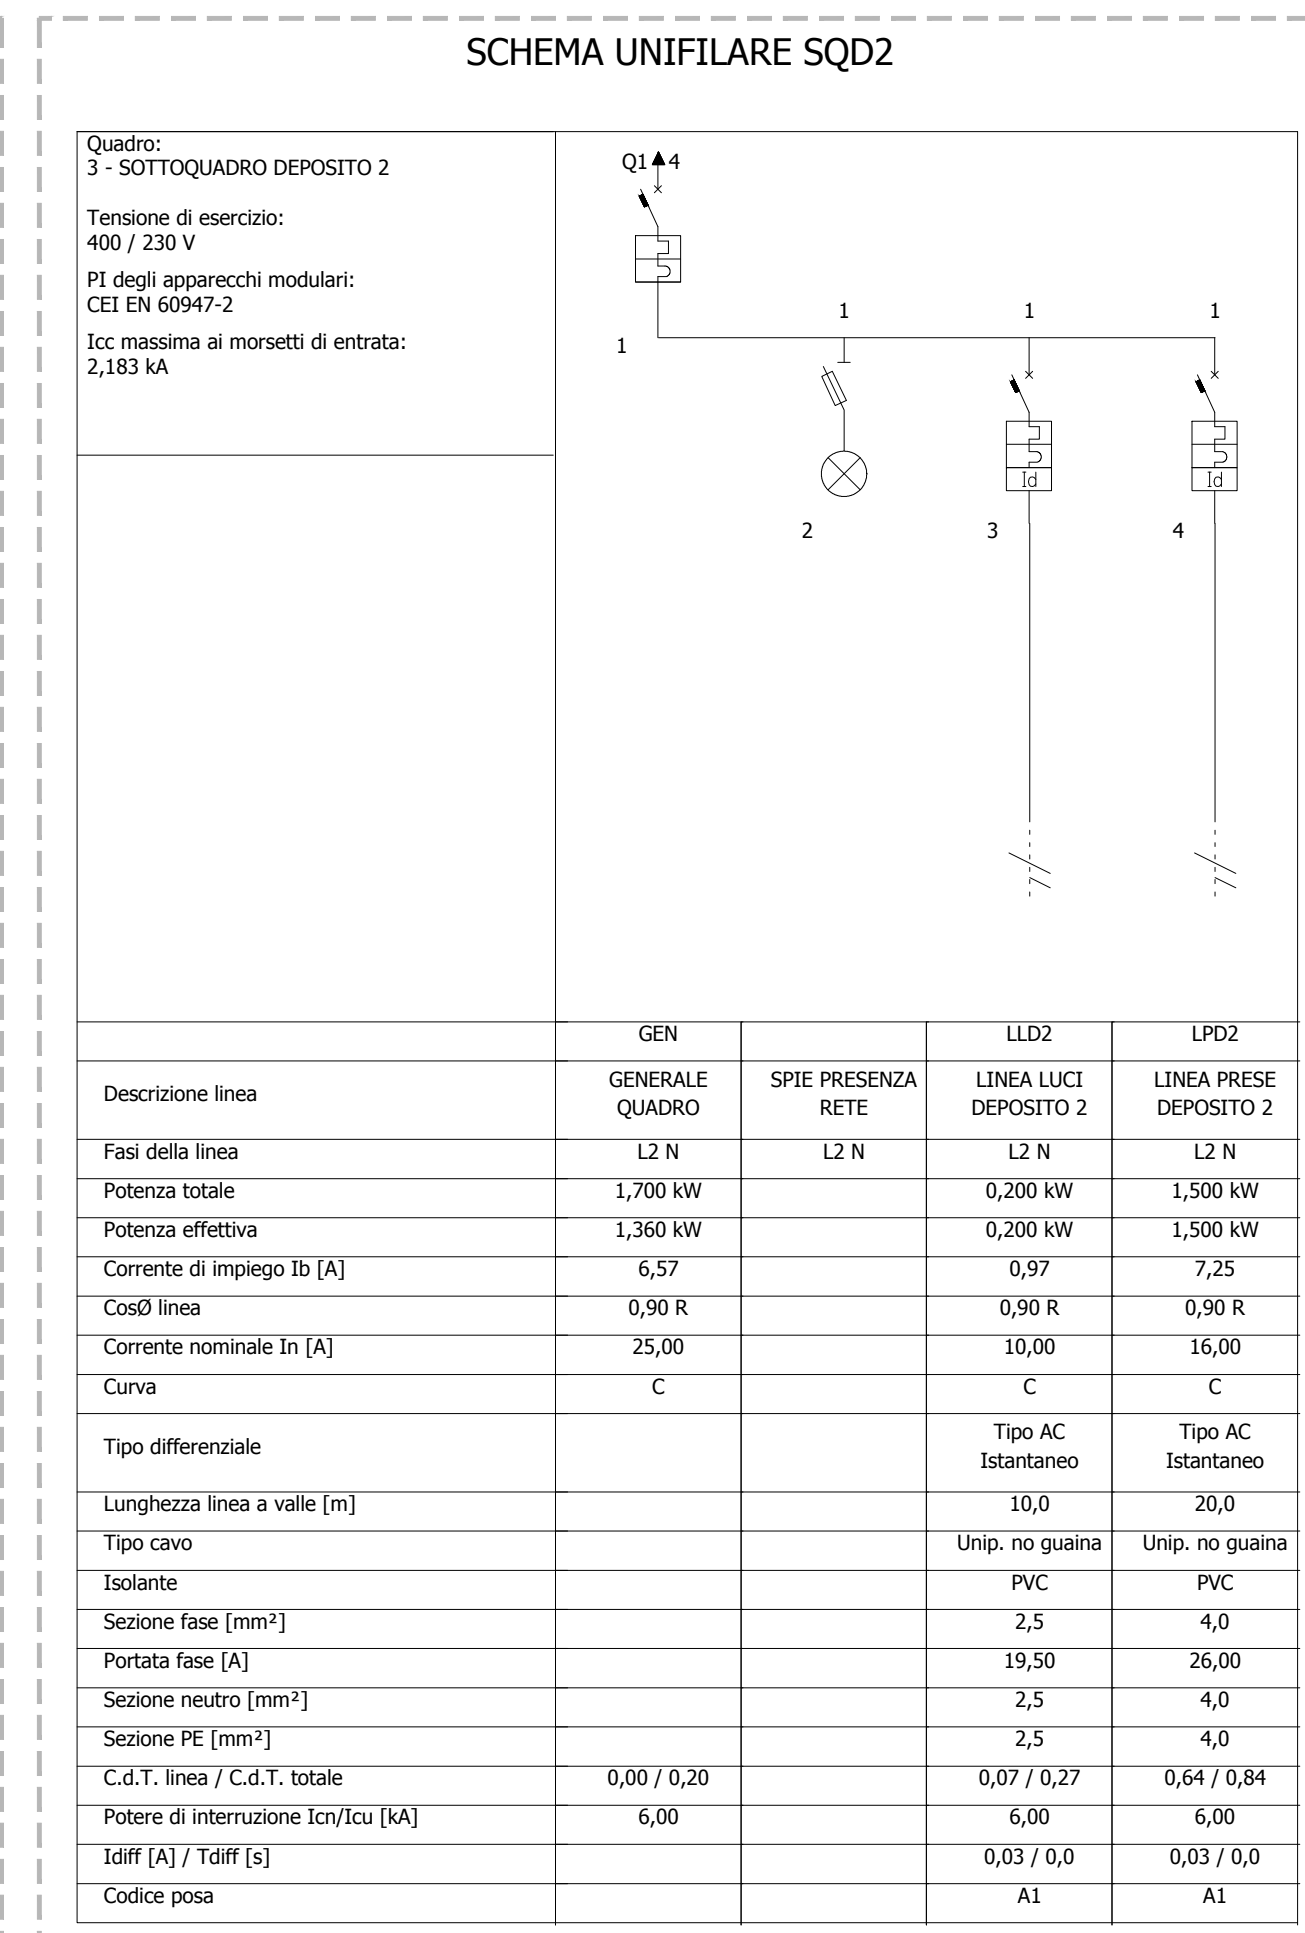 SCHEMA UNIFILARE SQD2
Quadro:
3 - SOTTOQUADRO DEPOSITO 2
Tensione di esercizio:
400 / 230 V
PI degli apparecchi modulari:
CEI EN 60947-2
Icc massima ai morsetti di entrata:
2,183 kA
Q1 4
1 1 1
1
Id Id
2 3 4
GEN LLD2 LPD2
Descrizione linea GENERALE QUADRO SPIE PRESENZA RETE LINEA LUCI DEPOSITO 2 LINEA PRESE DEPOSITO 2
Fasi della linea L2 N L2 N L2 N L2 N
Potenza totale 1,700 kW 0,200 kW 1,500 kW
Potenza effettiva 1,360 kW 0,200 kW 1,500 kW
Corrente di impiego Ib [A] 6,57 0,97 7,25
CosØ linea 0,90 R 0,90 R 0,90 R
Corrente nominale In [A] 25,00 10,00 16,00
Curva C C C
Tipo differenziale Tipo AC Istantaneo Tipo AC Istantaneo
Lunghezza linea a valle [m] 10,0 20,0
Tipo cavo Unip. no guaina Unip. no guaina
Isolante PVC PVC
Sezione fase [mm²] 2,5 4,0
Portata fase [A] 19,50 26,00
Sezione neutro [mm²] 2,5 4,0
Sezione PE [mm²] 2,5 4,0
C.d.T. linea / C.d.T. totale 0,00 / 0,20 0,07 / 0,27 0,64 / 0,84
Potere di interruzione Icn/Icu [kA] 6,00 6,00 6,00
Idiff [A] / Tdiff [s] 0,03 / 0,0 0,03 / 0,0
Codice posa A1 A1